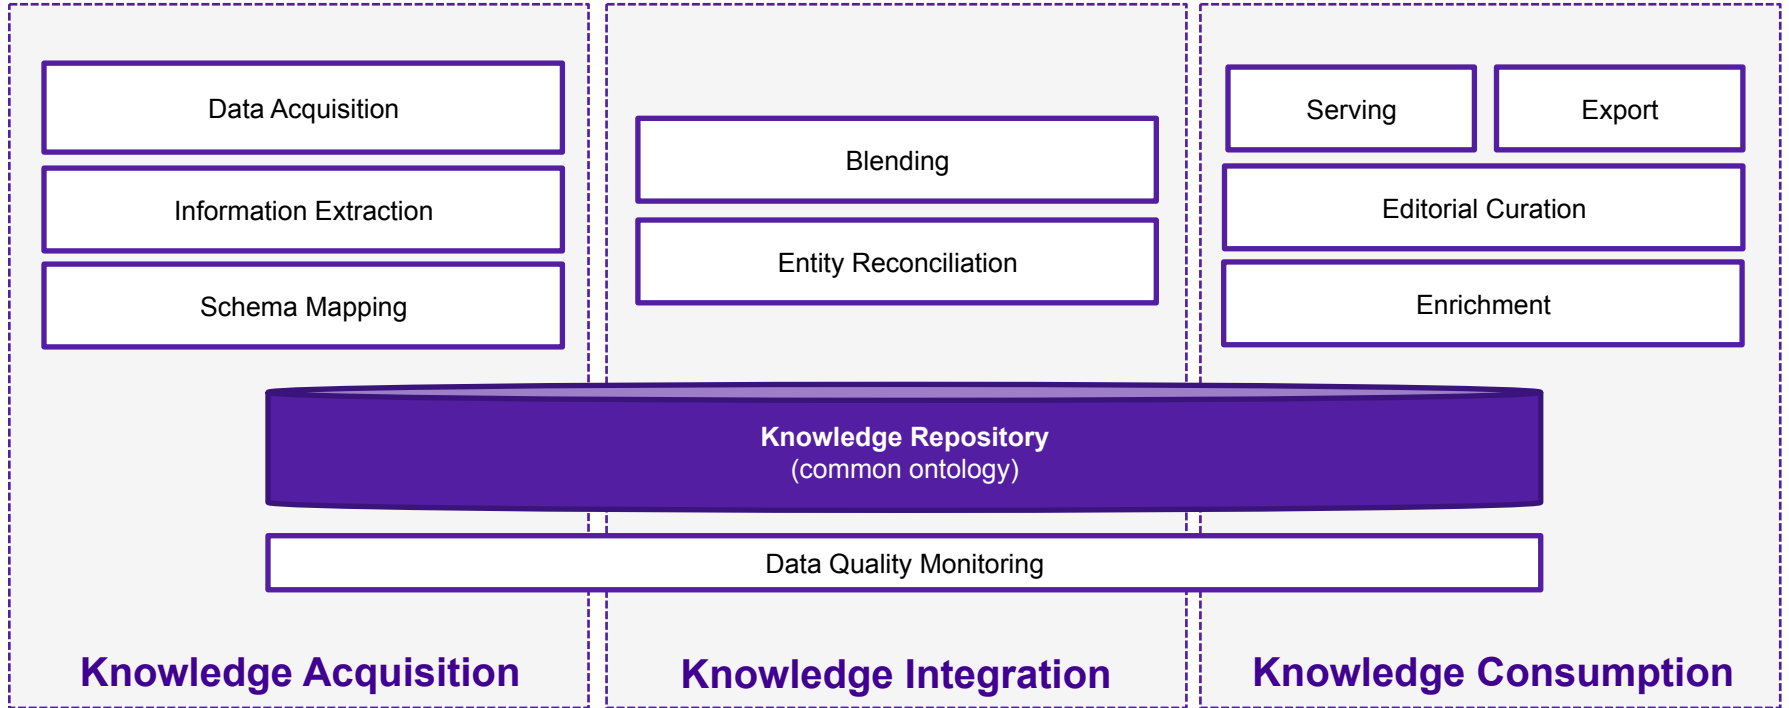 Data Acquisition
Information Extraction
Schema Mapping
Blending
Entity Reconciliation
Serving
Export
Editorial Curation
Enrichment
Knowledge Repository
(common ontology)
Data Quality Monitoring
Knowledge Acquisition
Knowledge Integration
Knowledge Consumption